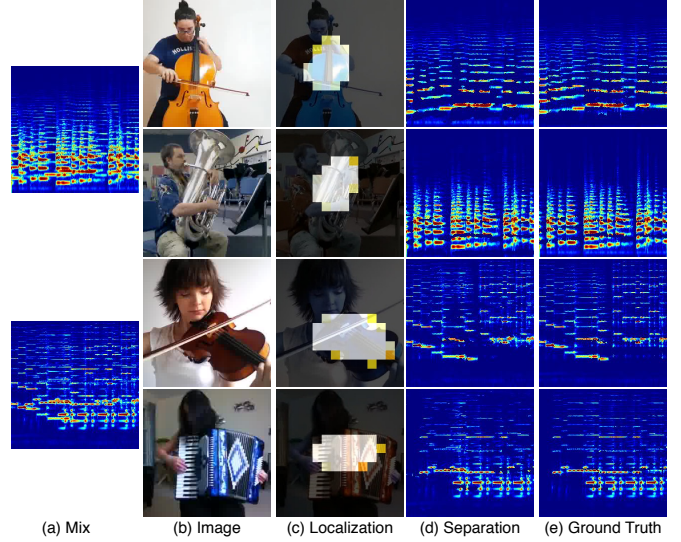 HOLLIS
(a) Mix
(b) Image
(c) Localization
(d) Separation
(e) Ground Truth